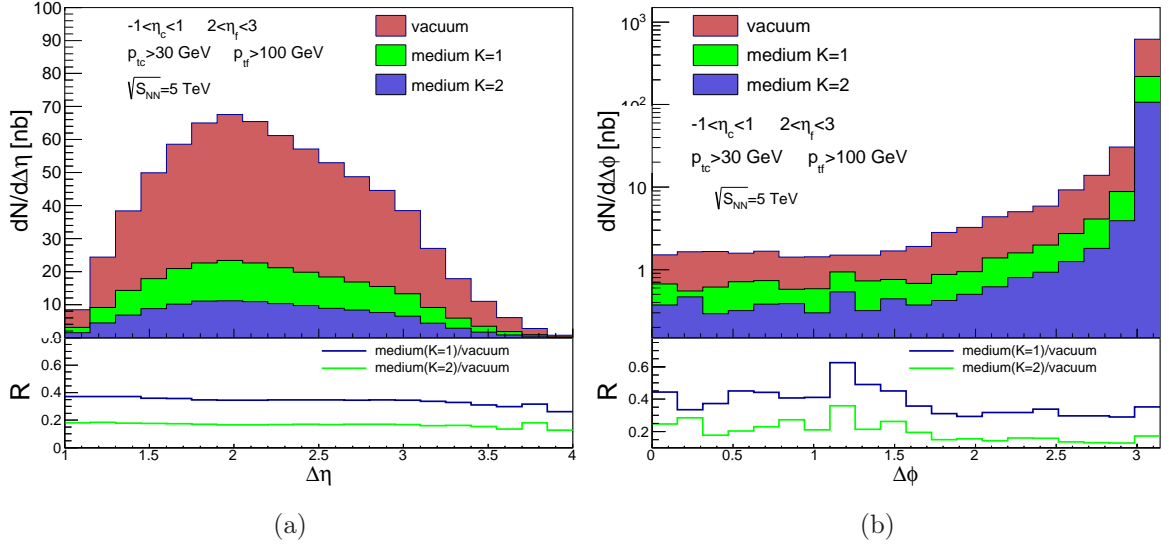 100
90
80
70
60
50
40
30
20
10
0.0
dN/dΔη [nb]
-1<η_c<1 2<η_f<3
p_tc>30 GeV p_tf>100 GeV
√S_NN=5 TeV
vacuum
medium K=1
medium K=2
0.8
0.6
0.4
0.2
0
R
medium(K=1)/vacuum
medium(K=2)/vacuum
1 1.5 2 2.5 3 3.5 4
Δη
(a)
10³
10²
10
1
dN/dΔϕ [nb]
vacuum
medium K=1
medium K=2
-1<η_c<1 2<η_f<3
p_tc>30 GeV p_tf>100 GeV
√S_NN=5 TeV
0.6
0.4
0.2
R
medium(K=1)/vacuum
medium(K=2)/vacuum
0 0.5 1 1.5 2 2.5 3
Δϕ
(b)